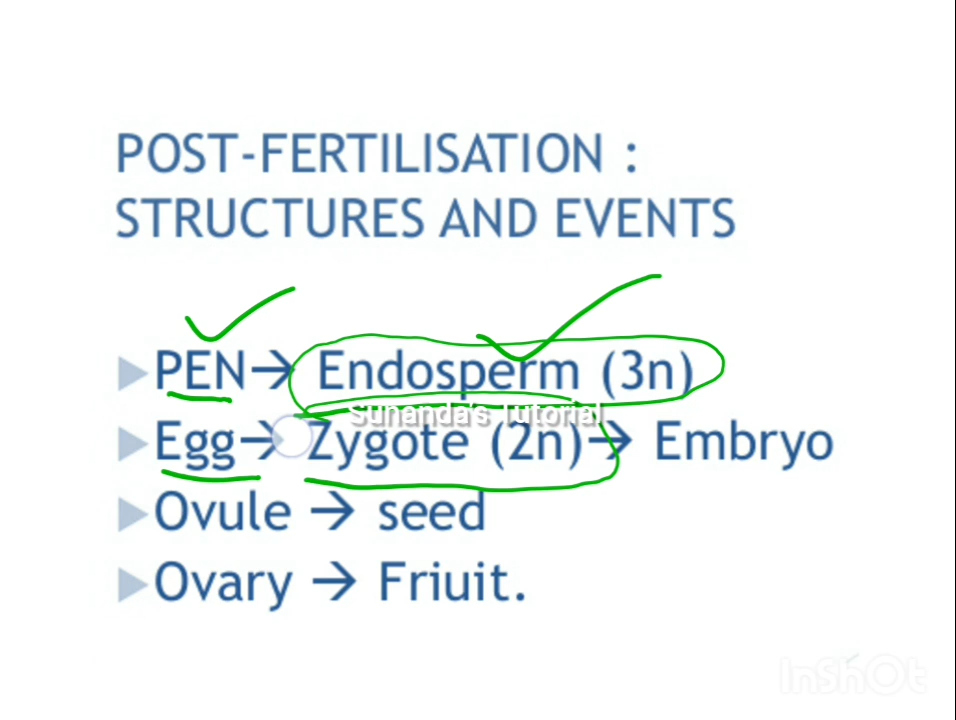 POST-FERTILISATION :
STRUCTURES AND EVENTS
PEN→ Endosperm (3n)
Sunanda's Tutorial
Egg→ Zygote (2n)→ Embryo
Ovule → seed
Ovary → Friuit.
InShOt